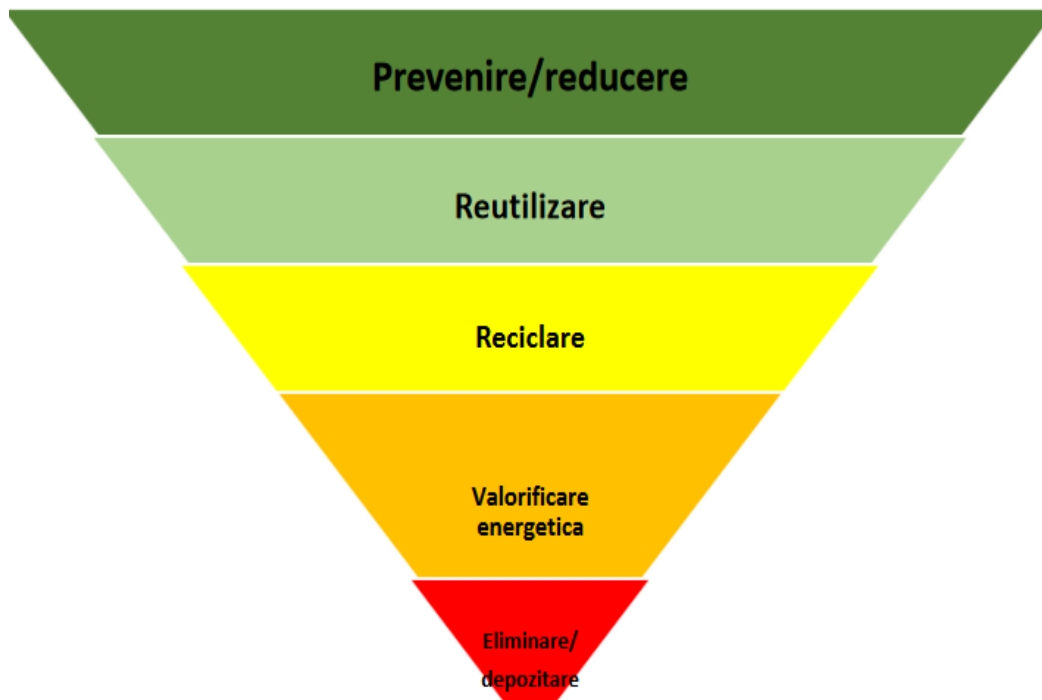 Prevenire/reducere
Reutilizare
Reciclare
Valorificare
energetica
Eliminare/
depozitare